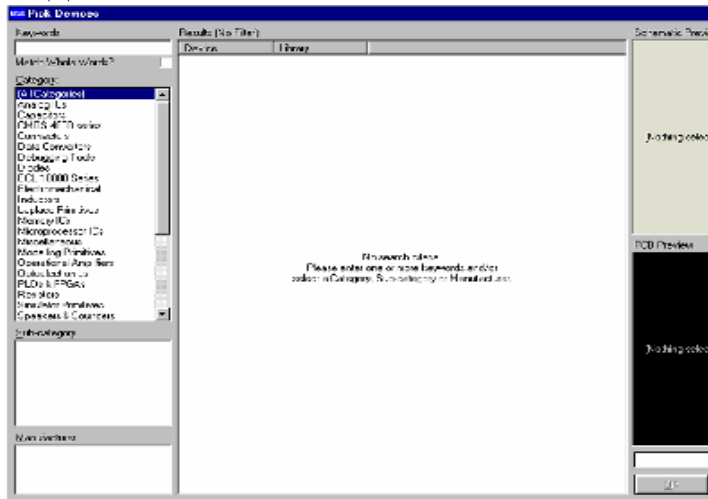 Pick Devices
Keywords
Results (No Filter):
Schematic Previ
Device Library
Match Whole Words?
Category:
(All Categories)
Analog ICs
Capacitors
CMOS 4000 series
Connectors
Data Converters
Debugging Tools
Diodes
ECL 10000 Series
Electromechanical
Inductors
Laplace Primitives
Memory ICs
Microprocessor ICs
Miscellaneous
Modelling Primitives
Operational Amplifiers
Optoelectronics
PLDs & FPGAs
Resistors
Simulator Primitives
Speakers & Sounders
[Nothing selec
No search criteria.
Please enter one or more keywords and/or
select a Category, Sub-category or Manufacturer.
PCB Preview
[Nothing selec
Sub-category:
Manufacturer: